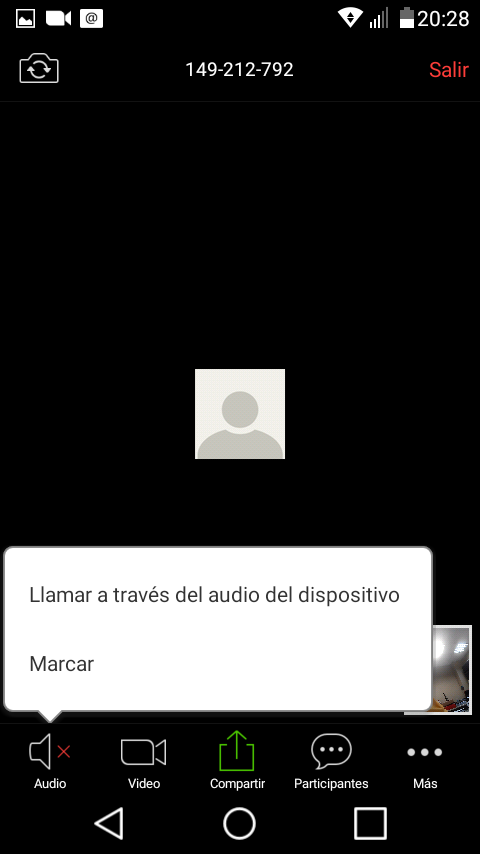 @
20:28
149-212-792
Salir
Llamar a través del audio del dispositivo
Marcar
Audio
Video
Compartir
Participantes
Más